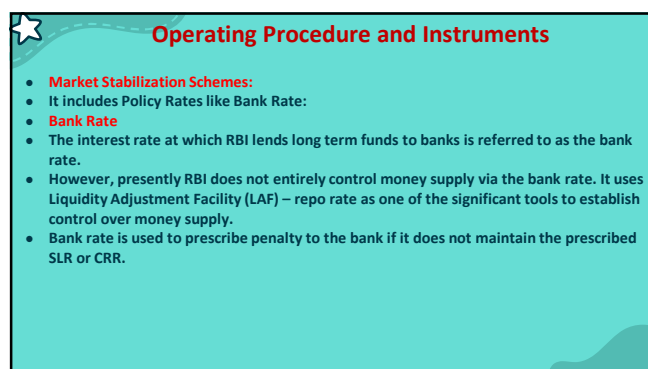 Operating Procedure and Instruments
● Market Stabilization Schemes:
● It includes Policy Rates like Bank Rate:
● Bank Rate
● The interest rate at which RBI lends long term funds to banks is referred to as the bank
rate.
● However, presently RBI does not entirely control money supply via the bank rate. It uses
Liquidity Adjustment Facility (LAF) – repo rate as one of the significant tools to establish
control over money supply.
● Bank rate is used to prescribe penalty to the bank if it does not maintain the prescribed
SLR or CRR.